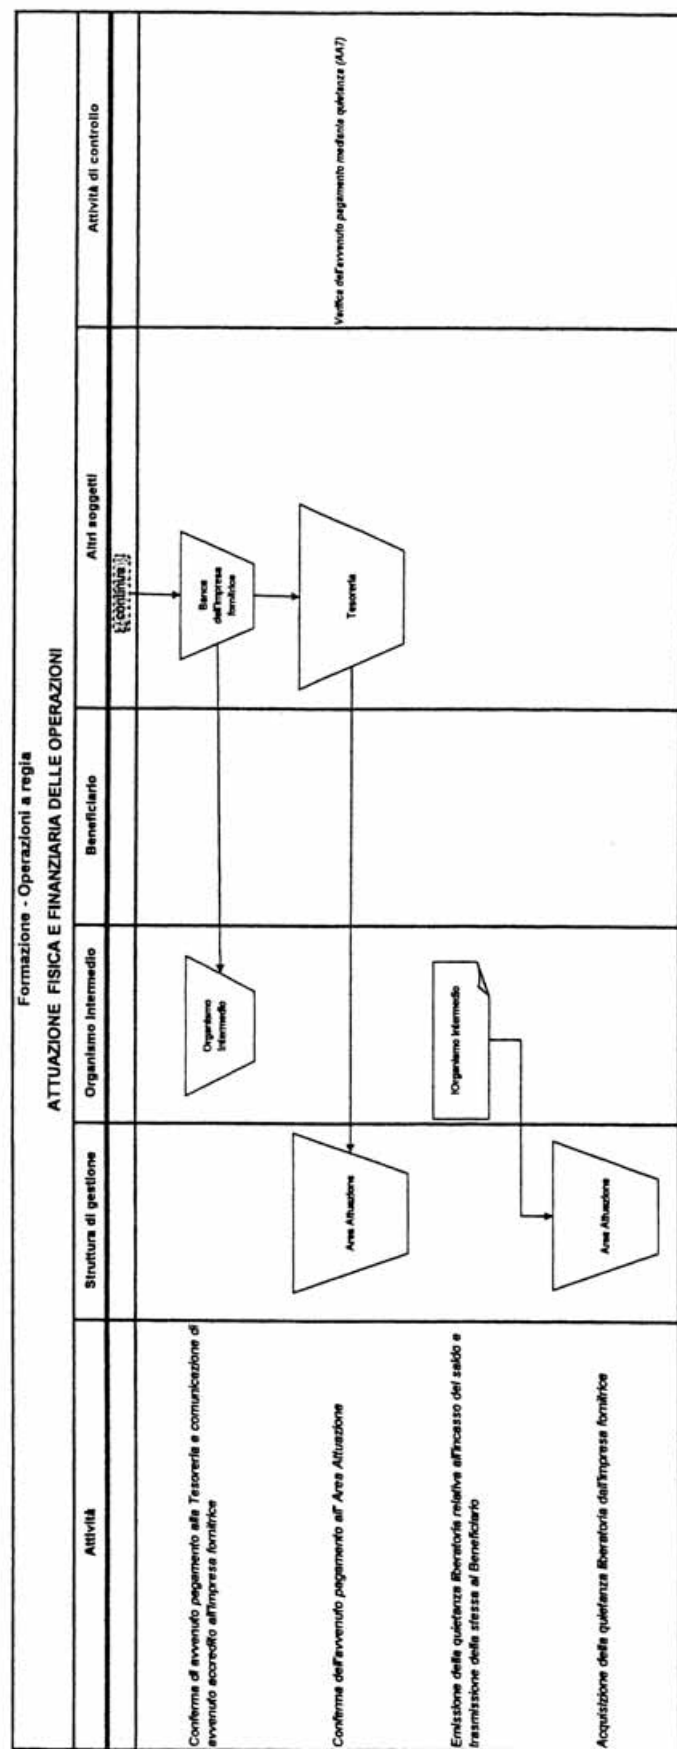 Formazione - Operazioni a regia
ATTUAZIONE FISICA E FINANZIARIA DELLE OPERAZIONI
Attività
Struttura di gestione
Organismo Intermedio
Beneficiario
Altri soggetti
Attività di controllo
continua
Conferma di avvenuto pagamento alla Tesoreria e comunicazione di
avvenuto accredito all'impresa fornitrice
Organismo
Intermedio
Banca
dell'impresa
fornitrice
Conferma dell'avvenuto pagamento all' Area Attuazione
Area Attuazione
Tesoreria
Verifica dell'avvenuto pagamento mediante quietanza (AA7)
Emissione della quietanza liberatoria relativa all'incasso del saldo e
trasmissione della stessa al Beneficiario
Organismo Intermedio
Acquisizione della quietanza liberatoria dall'impresa fornitrice
Area Attuazione